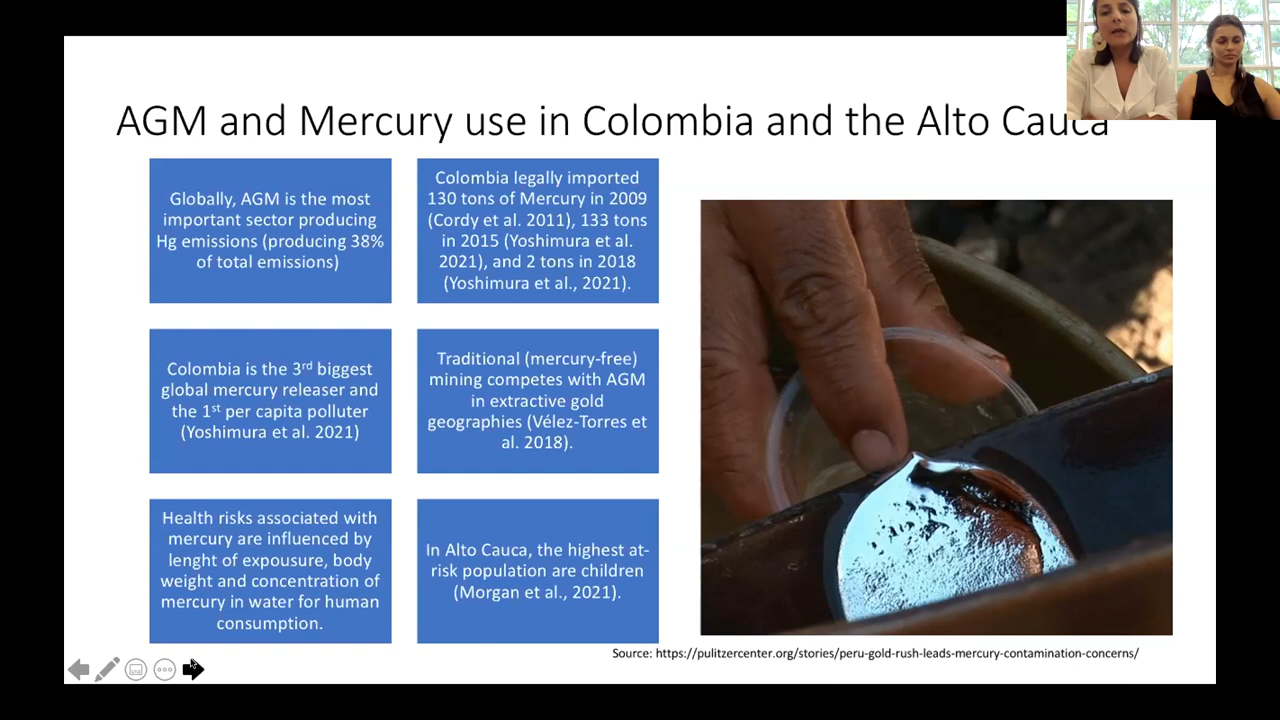 AGM and Mercury use in Colombia and the Alto Cauca
Globally, AGM is the most
important sector producing
Hg emissions (producing 38%
of total emissions)
Colombia legally imported
130 tons of Mercury in 2009
(Cordy et al. 2011), 133 tons
in 2015 (Yoshimura et al.
2021), and 2 tons in 2018
(Yoshimura et al., 2021).
Colombia is the 3rd biggest
global mercury releaser and
the 1st per capita polluter
(Yoshimura et al. 2021)
Traditional (mercury-free)
mining competes with AGM
in extractive gold
geographies (Vélez-Torres et
al. 2018).
Health risks associated with
mercury are influenced by
lenght of expousure, body
weight and concentration of
mercury in water for human
consumption.
In Alto Cauca, the highest at-
risk population are children
(Morgan et al., 2021).
Source: https://pulitzercenter.org/stories/peru-gold-rush-leads-mercury-contamination-concerns/